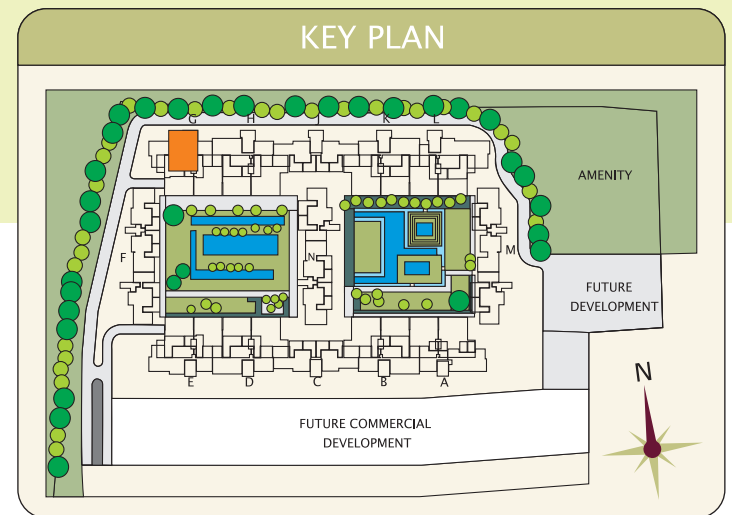 KEY PLAN
G H I K L
AMENITY
F N M
FUTURE
DEVELOPMENT
N
E D C B A
FUTURE COMMERCIAL
DEVELOPMENT